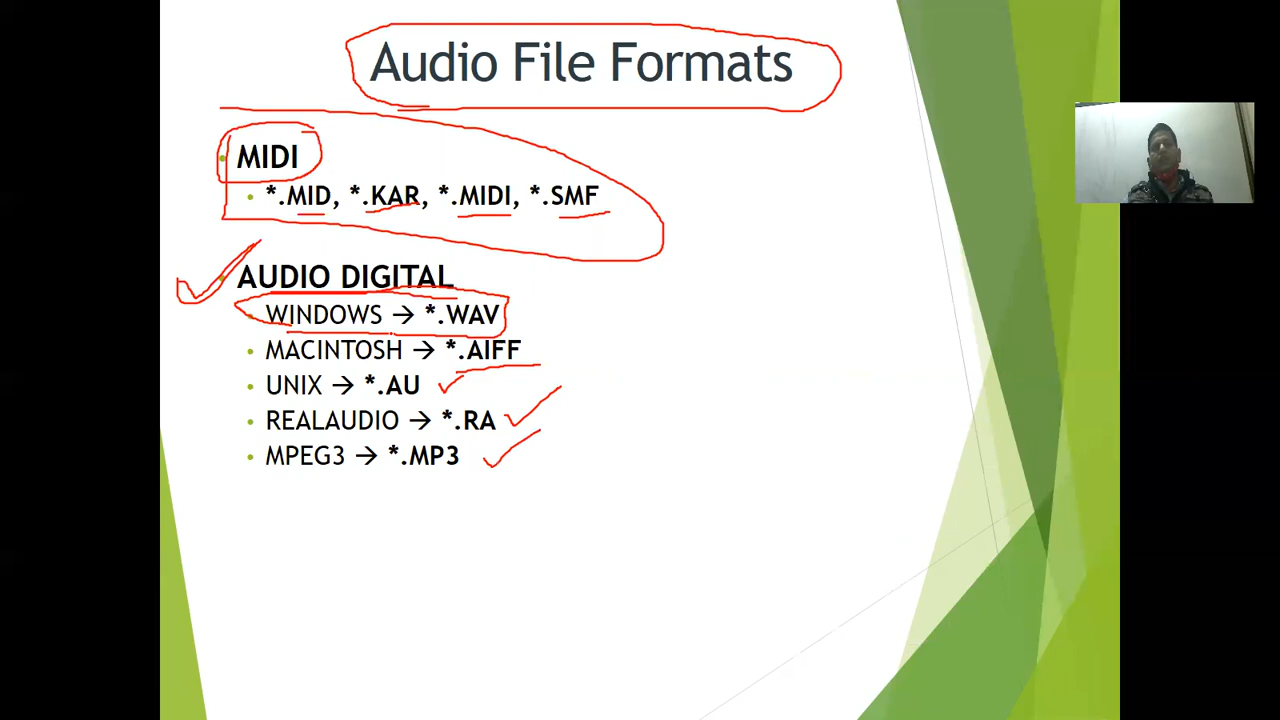 Audio File Formats
• MIDI
• *.MID, *.KAR, *.MIDI, *.SMF
• AUDIO DIGITAL
• WINDOWS → *.WAV
• MACINTOSH → *.AIFF
• UNIX → *.AU
• REALAUDIO → *.RA
• MPEG3 → *.MP3